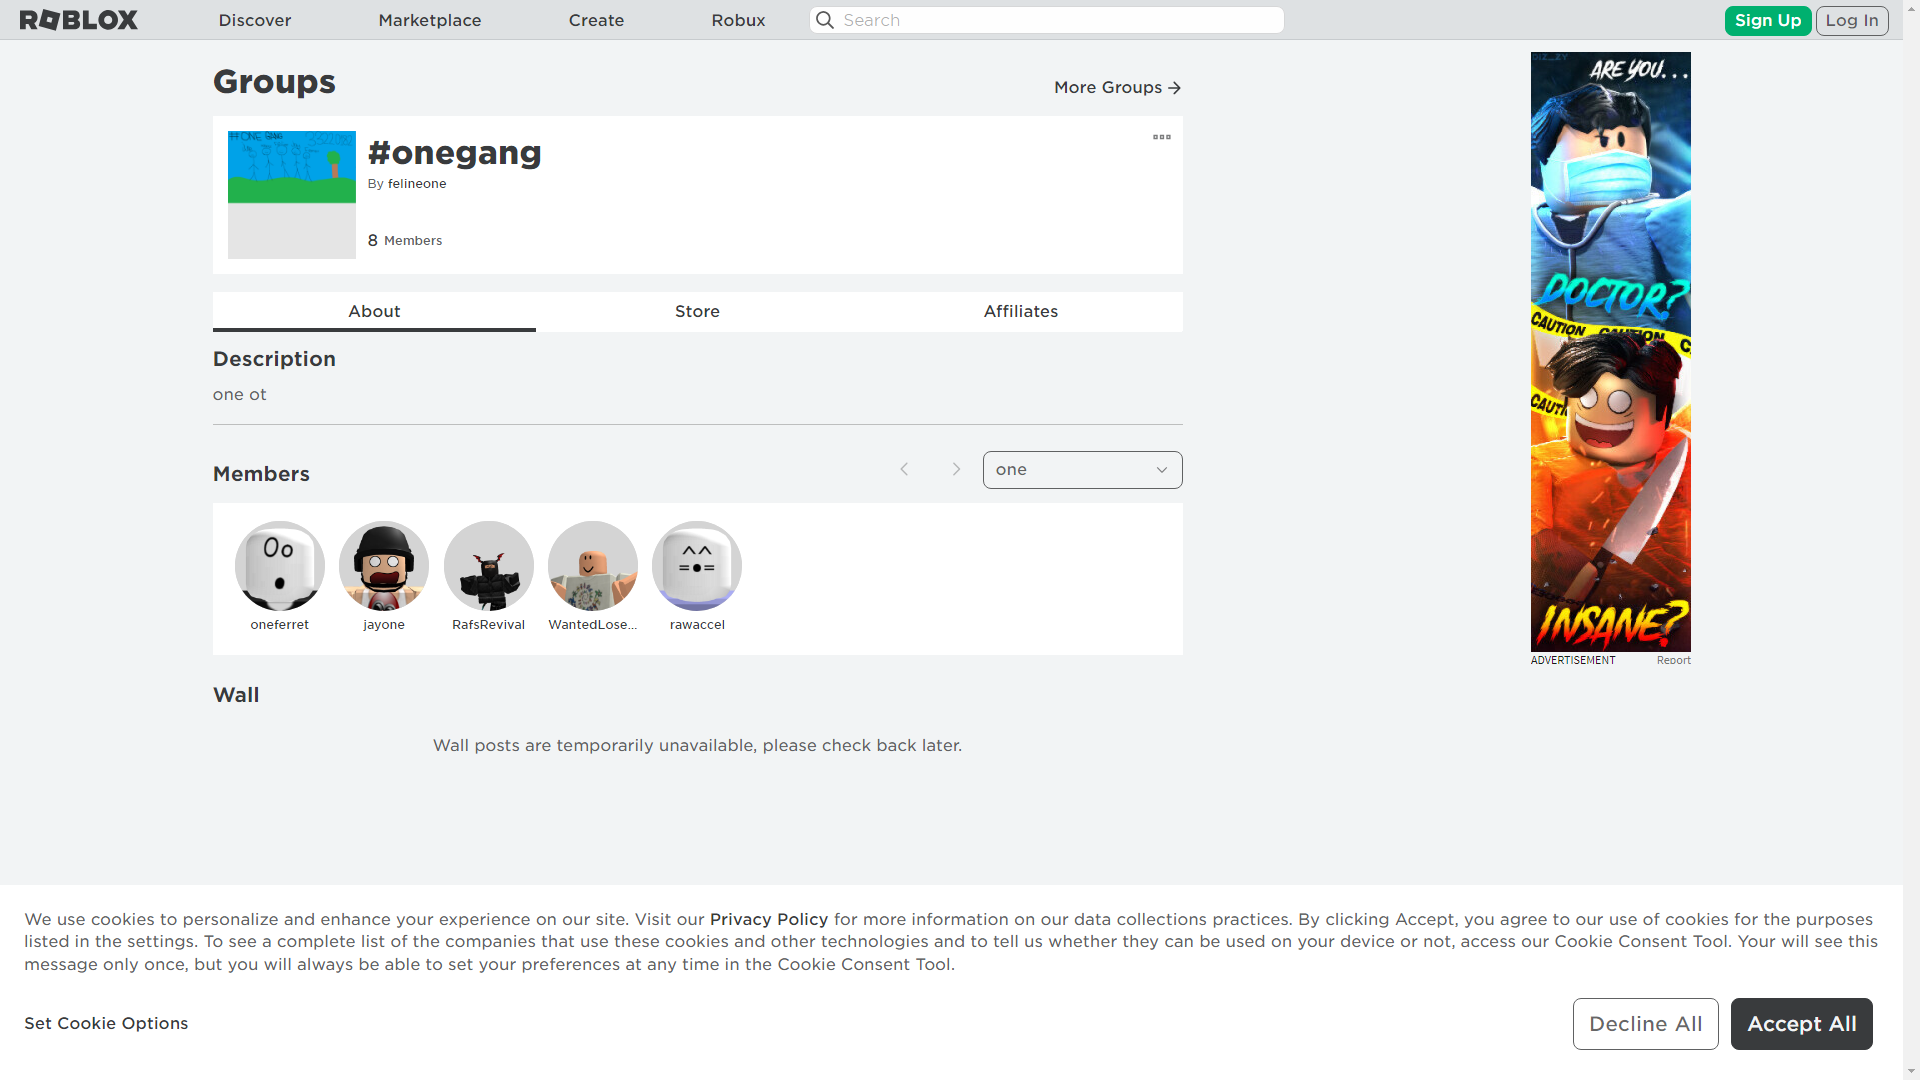 ROBLOX
Discover
Marketplace
Create
Robux
Search
Sign Up
Log In
Groups
More Groups →
# ONE GANG
#onegang
By felineone
8 Members
About
Store
Affiliates
Description
one ot
Members
one
oneferret
jayone
RafsRevival
WantedLose...
rawaccel
Wall
Wall posts are temporarily unavailable, please check back later.
ARE YOU...
DOCTOR?
CAUTION CAUTION C
CAUTI
INSANE?
ADVERTISEMENT
Report
We use cookies to personalize and enhance your experience on our site. Visit our Privacy Policy for more information on our data collections practices. By clicking Accept, you agree to our use of cookies for the purposes
listed in the settings. To see a complete list of the companies that use these cookies and other technologies and to tell us whether they can be used on your device or not, access our Cookie Consent Tool. Your will see this
message only once, but you will always be able to set your preferences at any time in the Cookie Consent Tool.
Set Cookie Options
Decline All
Accept All